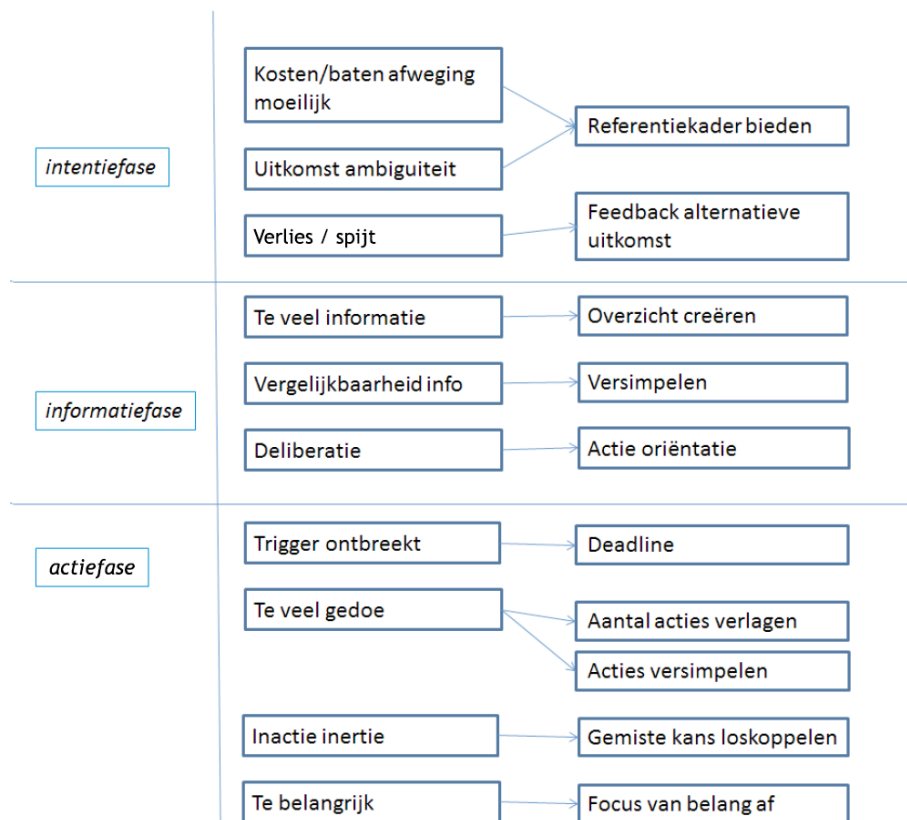 Kosten/baten afweging
moeilijk
Referentiekader bieden
intentiefase
Uitkomst ambiguiteit
Feedback alternatieve
uitkomst
Verlies / spijt
Te veel informatie
Overzicht creëren
informatiefase
Vergelijkbaarheid info
Versimpelen
Deliberatie
Actie oriëntatie
actiefase
Trigger ontbreekt
Deadline
Te veel gedoe
Aantal acties verlagen
Acties versimpelen
Inactie inertie
Gemiste kans loskoppelen
Te belangrijk
Focus van belang af